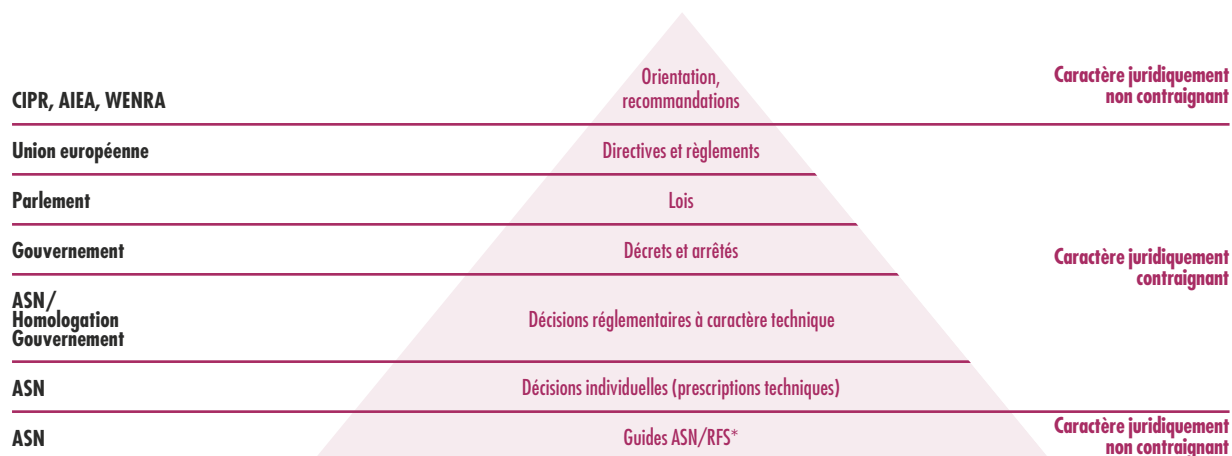 Orientation,
recommandations
Caractère juridiquement
non contraignant
CIPR, AIEA, WENRA
Union européenne
Directives et règlements
Parlement
Lois
Gouvernement
Décrets et arrêtés
Caractère juridiquement
contraignant
ASN/
Homologation
Gouvernement
Décisions réglementaires à caractère technique
ASN
Décisions individuelles (prescriptions techniques)
ASN
Guides ASN/RFS*
Caractère juridiquement
non contraignant